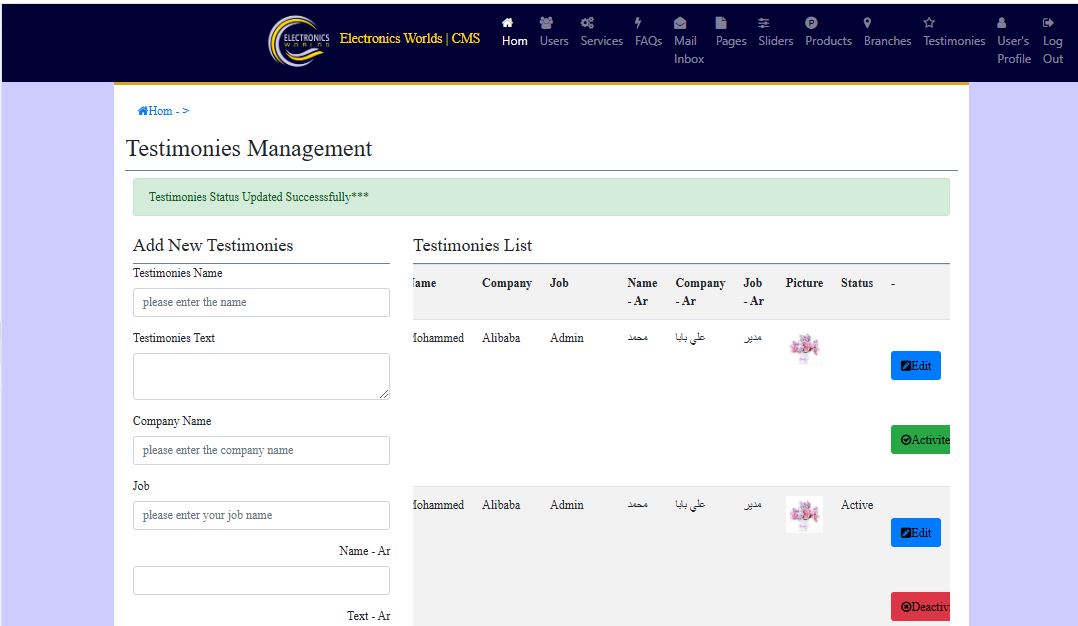 ELECTRONICS
WORLDS
Electronics Worlds | CMS
Hom
Users
Services
FAQs
Mail
Inbox
Pages
Sliders
Products
Branches
Testimonies
User's
Profile
Log
Out
Hom - >
Testimonies Management
Testimonies Status Updated Successsfully***
Add New Testimonies
Testimonies Name
please enter the name
Testimonies Text
Company Name
please enter the company name
Job
please enter your job name
Name - Ar
Text - Ar
Testimonies List
ame Company Job Name Company Job Picture Status -
- Ar - Ar - Ar
Mohammed Alibaba Admin محمد علي بابا مدير
Edit
Activite
Mohammed Alibaba Admin محمد علي بابا مدير Active
Edit
Deactiv